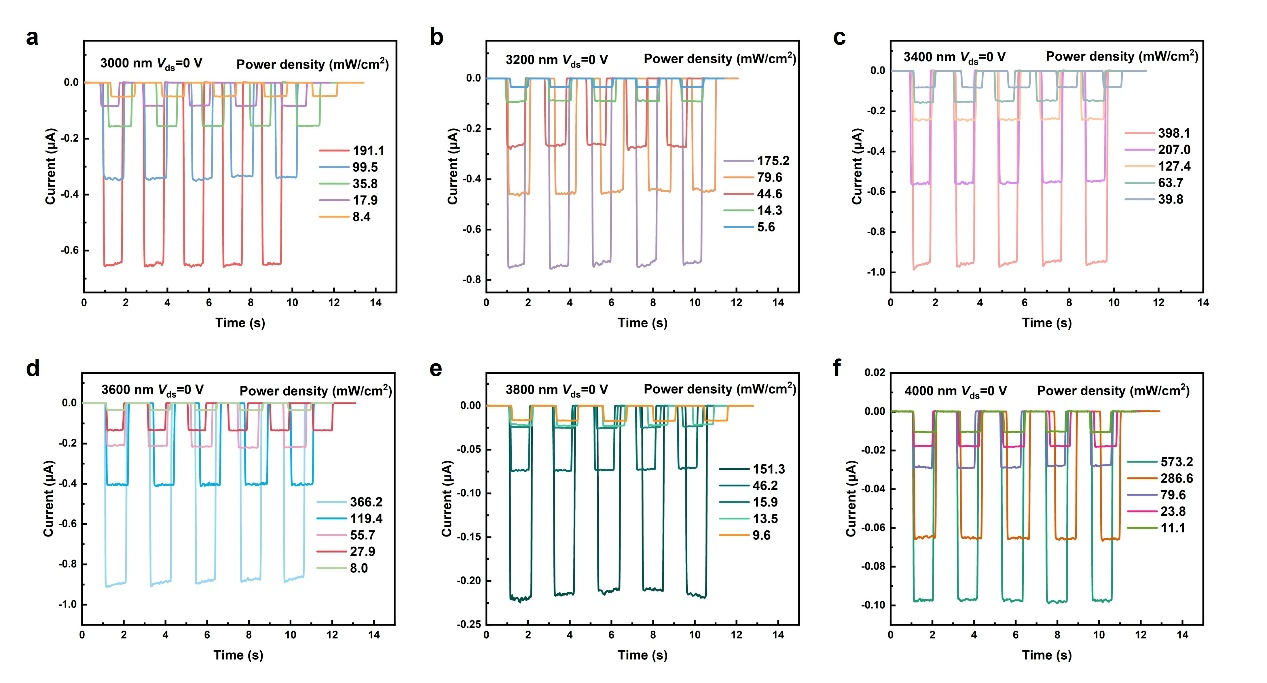 a
3000 nm Vds=0 V Power density (mW/cm2)
0.0
-0.2
-0.4
-0.6
Current (μA)
191.1
99.5
35.8
17.9
8.4
0 2 4 6 8 10 12 14
Time (s)
b
3200 nm Vds=0 V Power density (mW/cm2)
0.0
-0.2
-0.4
-0.6
-0.8
Current (μA)
175.2
79.6
44.6
14.3
5.6
0 2 4 6 8 10 12 14
Time (s)
c
3400 nm Vds=0 V Power density (mW/cm2)
0.0
-0.2
-0.4
-0.6
-0.8
-1.0
Current (μA)
398.1
207.0
127.4
63.7
39.8
0 2 4 6 8 10 12 14
Time (s)
d
3600 nm Vds=0 V Power density (mW/cm2)
0.0
-0.2
-0.4
-0.6
-0.8
-1.0
Current (μA)
366.2
119.4
55.7
27.9
8.0
0 2 4 6 8 10 12 14
Time (s)
e
3800 nm Vds=0 V Power density (mW/cm2)
0.00
-0.05
-0.10
-0.15
-0.20
-0.25
Current (μA)
151.3
46.2
15.9
13.5
9.6
0 2 4 6 8 10 12 14
Time (s)
f
4000 nm Vds=0 V Power density (mW/cm2)
0.02
0.00
-0.02
-0.04
-0.06
-0.08
-0.10
Current (μA)
573.2
286.6
79.6
23.8
11.1
0 2 4 6 8 10 12 14
Time (s)